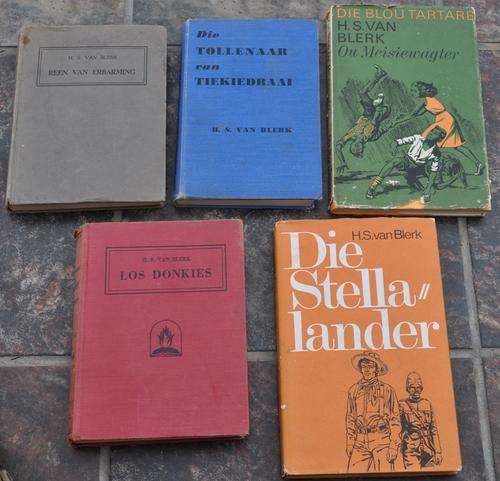 H. S. VAN BLERK
REEN VAN ERBARMING
Die
TOLLENAAR
van
TIEKIEDRAAI
H. S. VAN BLERK
DIE BLOU TARTARE
H.S.VAN
BLERK
Ou Meisiewagter
H. S. VAN BLERK
LOS DONKIES
H.S.van Blerk
Die
Stella//
lander